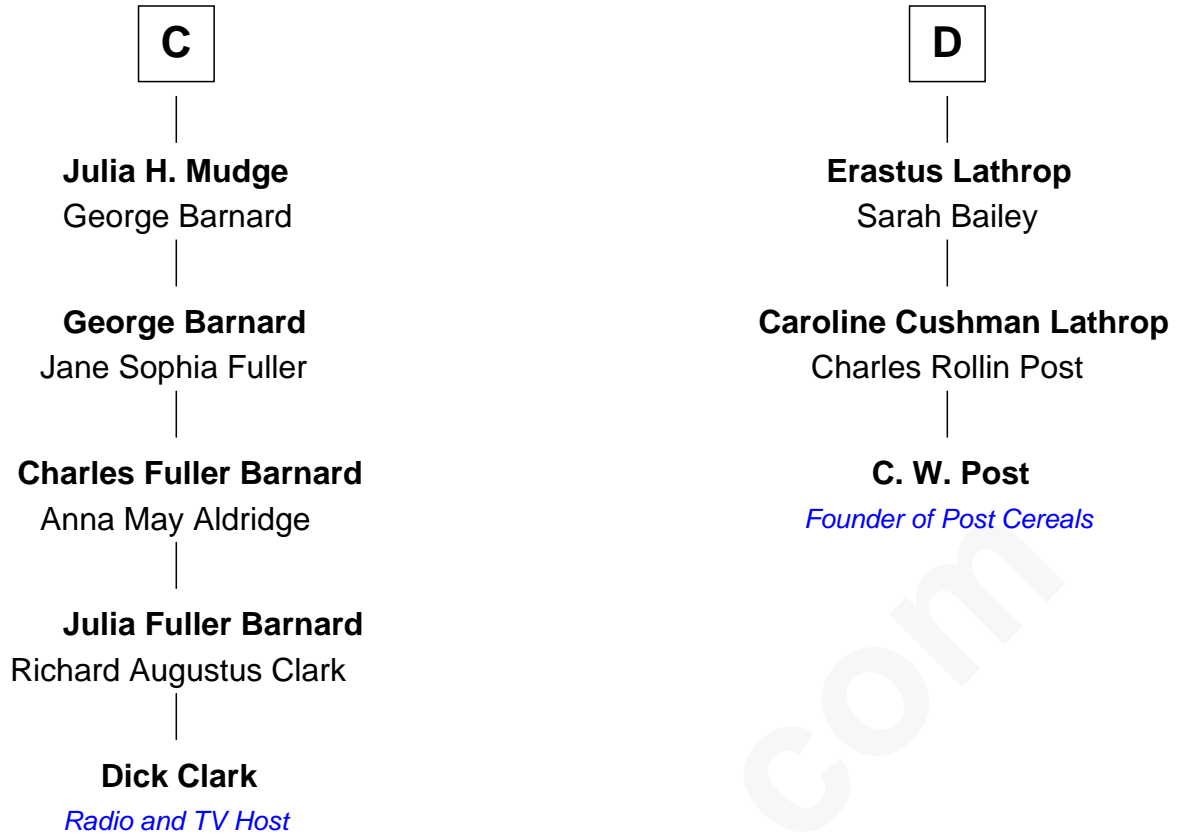 C
Julia H. Mudge
George Barnard
George Barnard
Jane Sophia Fuller
Charles Fuller Barnard
Anna May Aldridge
Julia Fuller Barnard
Richard Augustus Clark
Dick Clark
Radio and TV Host
D
Erastus Lathrop
Sarah Bailey
Caroline Cushman Lathrop
Charles Rollin Post
C. W. Post
Founder of Post Cereals
com